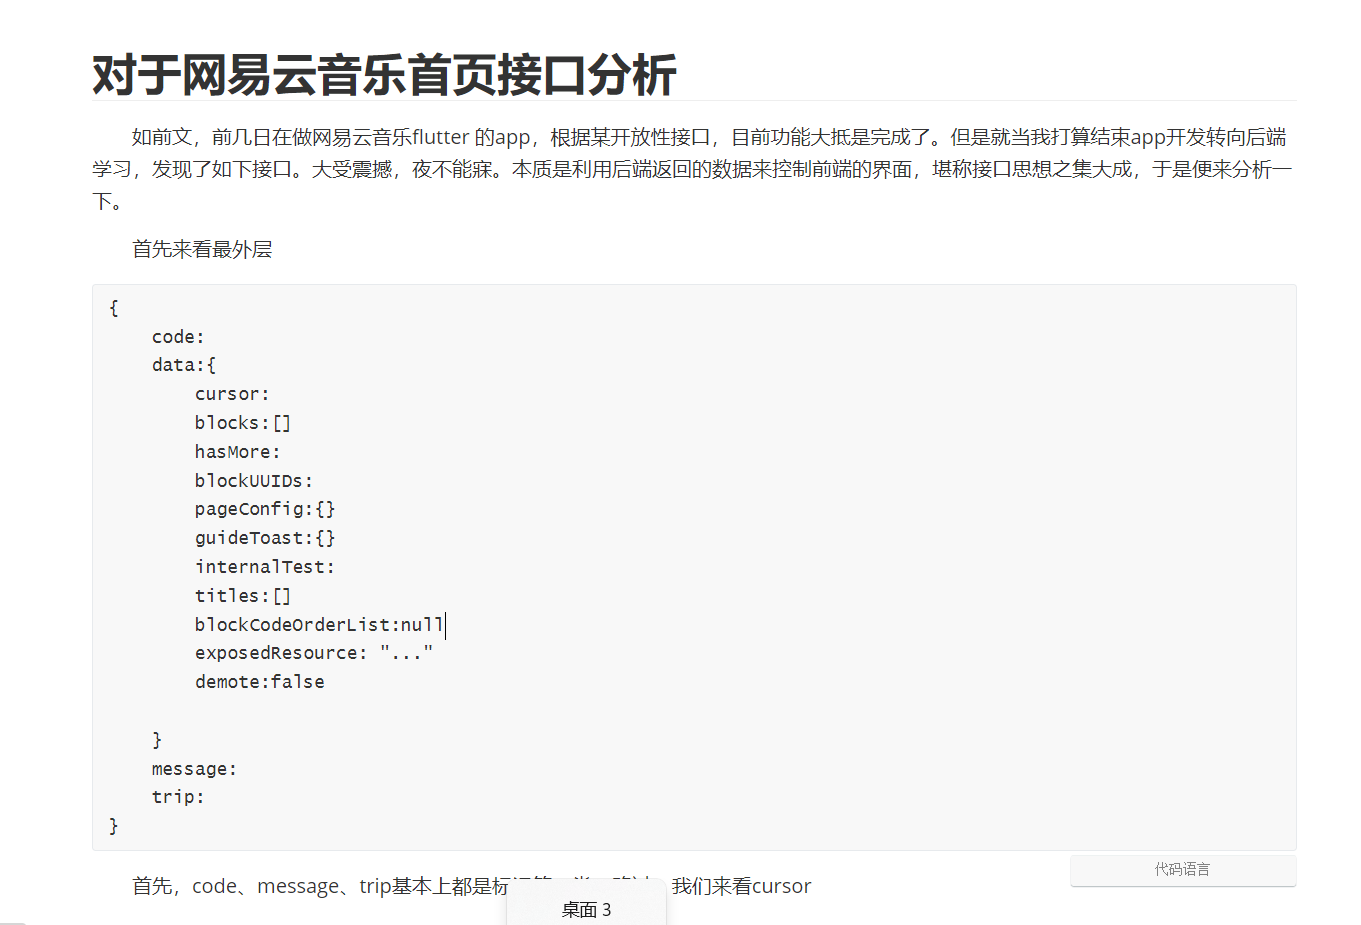 对于网易云音乐首页接口分析
如前文，前几日在做网易云音乐flutter 的app，根据某开放性接口，目前功能大抵是完成了。但是就当我打算结束app开发转向后端
学习，发现了如下接口。大受震撼，夜不能寐。本质是利用后端返回的数据来控制前端的界面，堪称接口思想之集大成，于是便来分析一
下。
首先来看最外层
{
code:
data:{
cursor:
blocks:[]
hasMore:
blockUUIDs:
pageConfig:{}
guideToast:{}
internalTest:
titles:[]
blockCodeOrderList:null
exposedResource: "..."
demote:false
}
message:
trip:
}
代码语言
首先，code、message、trip基本上都是标 我们来看cursor
桌面 3